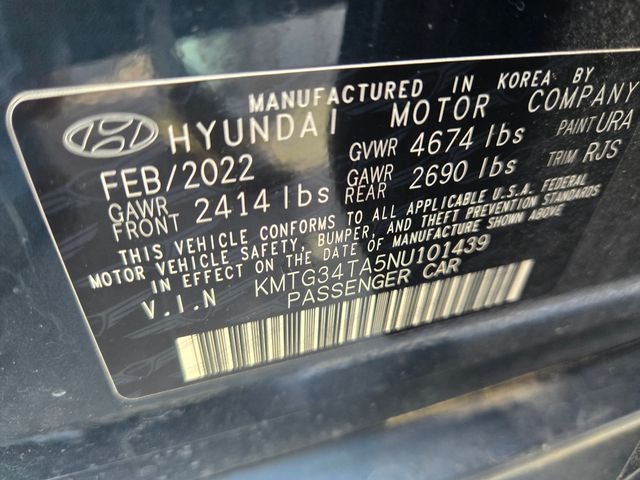 MANUFACTURED IN KOREA BY
HYUNDAI MOTOR COMPANY
FEB/2022 GVWR 4674 lbs PAINT URA
GAWR FRONT 2414 lbs GAWR REAR 2690 lbs TRIM RJS
THIS VEHICLE CONFORMS TO ALL APPLICABLE U.S.A. FEDERAL
MOTOR VEHICLE SAFETY, BUMPER, AND THEFT PREVENTION STANDARDS
IN EFFECT ON THE DATE OF MANUFACTURE SHOWN ABOVE
V.I.N KMTG34TA5NU101439
PASSENGER CAR